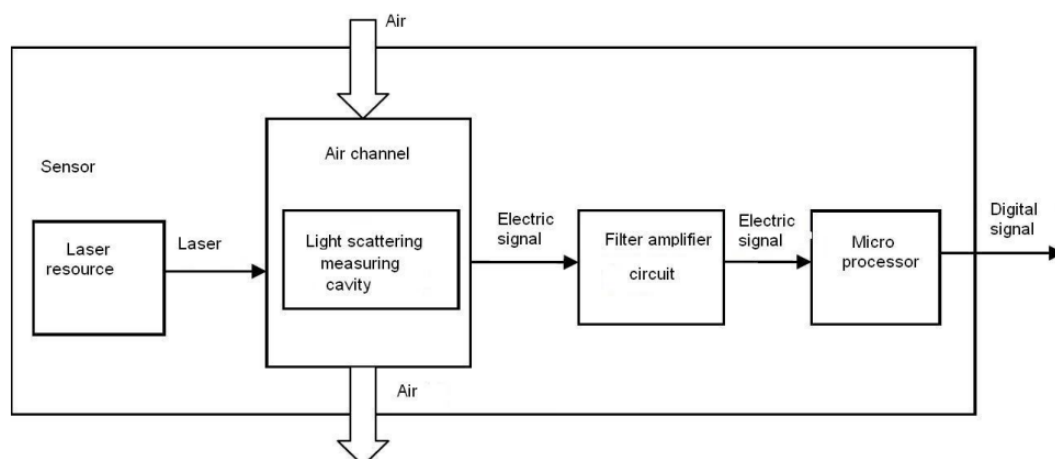 Air
Sensor
Air channel
Laser
resource
Laser
Light scattering
measuring
cavity
Electric
signal
Filter amplifier
circuit
Electric
signal
Micro
processor
Digital
signal
Air